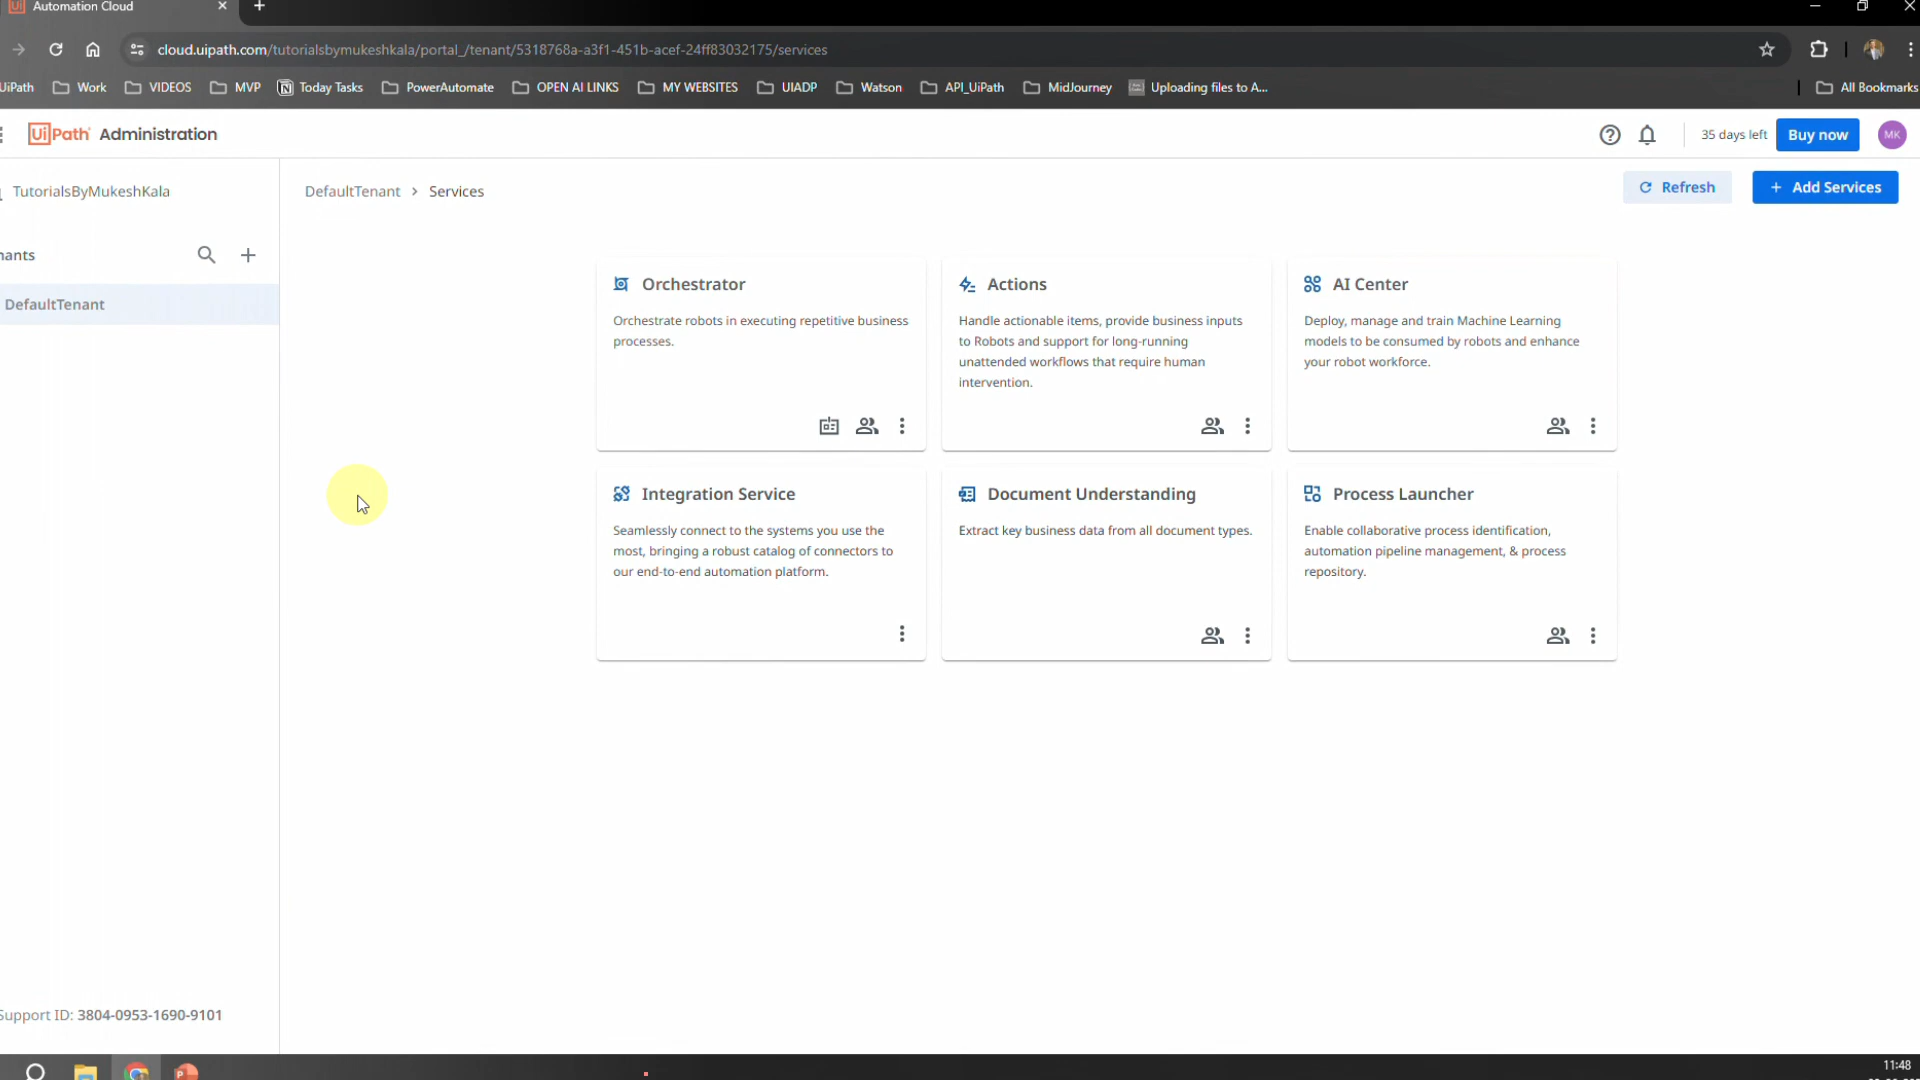 Automation Cloud
cloud.uipath.com/tutorialsbymukeshkala/portal_/tenant/5318768a-a3f1-451b-acef-24ff83032175/services
UiPath Work VIDEOS MVP Today Tasks PowerAutomate OPEN AI LINKS MY WEBSITES UIADP Watson API_UiPath MidJourney Uploading files to A... All Bookmarks
UiPath Administration
35 days left Buy now MK
TutorialsByMukeshKala
DefaultTenant > Services
Refresh + Add Services
nants
DefaultTenant
Orchestrator
Orchestrate robots in executing repetitive business
processes.
Actions
Handle actionable items, provide business inputs
to Robots and support for long-running
unattended workflows that require human
intervention.
AI Center
Deploy, manage and train Machine Learning
models to be consumed by robots and enhance
your robot workforce.
Integration Service
Seamlessly connect to the systems you use the
most, bringing a robust catalog of connectors to
our end-to-end automation platform.
Document Understanding
Extract key business data from all document types.
Process Launcher
Enable collaborative process identification,
automation pipeline management, & process
repository.
Support ID: 3804-0953-1690-9101
11:48